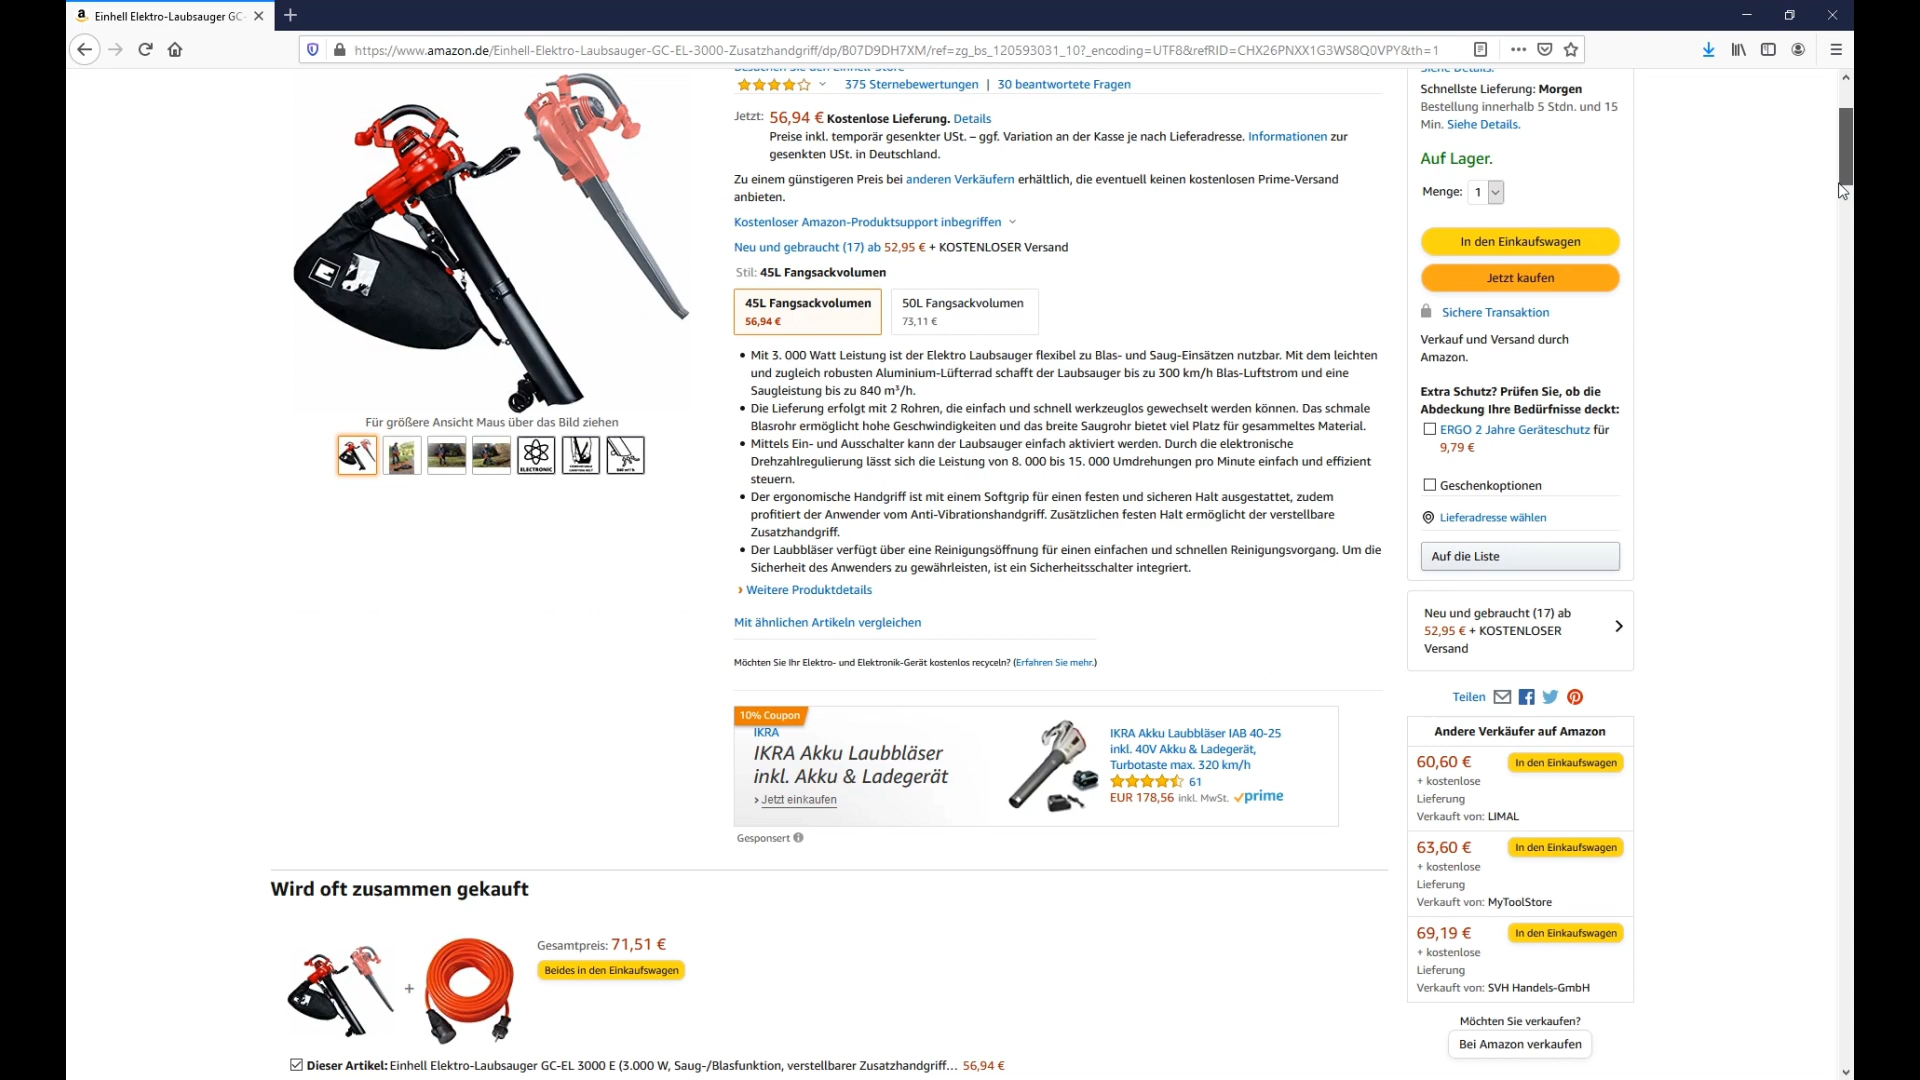 Einhell Elektro-Laubsauger GC-
https://www.amazon.de/Einhell-Elektro-Laubsauger-GC-EL-3000-Zusatzhandgriff/dp/B07D9DH7XM/ref=zg_bs_120593031_10?_encoding=UTF8&refRID=CHX26PNXX1G3WS8Q0VPY&th=1
Besuchen Sie den Einhell-Store
375 Sternebewertungen | 30 beantwortete Fragen
Jetzt: 56,94 € Kostenlose Lieferung. Details
Preise inkl. temporär gesenkter USt. – ggf. Variation an der Kasse je nach Lieferadresse. Informationen zur
gesenkten USt. in Deutschland.
Zu einem günstigeren Preis bei anderen Verkäufern erhältlich, die eventuell keinen kostenlosen Prime-Versand
anbieten.
Kostenloser Amazon-Produktsupport inbegriffen
Neu und gebraucht (17) ab 52,95 € + KOSTENLOSER Versand
Stil: 45L Fangsackvolumen
45L Fangsackvolumen
56,94 €
50L Fangsackvolumen
73,11 €
• Mit 3. 000 Watt Leistung ist der Elektro Laubsauger flexibel zu Blas- und Saug-Einsätzen nutzbar. Mit dem leichten
und zugleich robusten Aluminium-Lüfterrad schafft der Laubsauger bis zu 300 km/h Blas-Luftstrom und eine
Saugleistung bis zu 840 m³/h.
• Die Lieferung erfolgt mit 2 Rohren, die einfach und schnell werkzeuglos gewechselt werden können. Das schmale
Blasrohr ermöglicht hohe Geschwindigkeiten und das breite Saugrohr bietet viel Platz für gesammeltes Material.
• Mittels Ein- und Ausschalter kann der Laubsauger einfach aktiviert werden. Durch die elektronische
Drehzahlregulierung lässt sich die Leistung von 8. 000 bis 15. 000 Umdrehungen pro Minute einfach und effizient
steuern.
• Der ergonomische Handgriff ist mit einem Softgrip für einen festen und sicheren Halt ausgestattet, zudem
profitiert der Anwender vom Anti-Vibrationshandgriff. Zusätzlichen festen Halt ermöglicht der verstellbare
Zusatzhandgriff.
• Der Laubbläser verfügt über eine Reinigungsöffnung für einen einfachen und schnellen Reinigungsvorgang. Um die
Sicherheit des Anwenders zu gewährleisten, ist ein Sicherheitsschalter integriert.
› Weitere Produktdetails
Mit ähnlichen Artikeln vergleichen
Möchten Sie Ihr Elektro- und Elektronik-Gerät kostenlos recyceln? (Erfahren Sie mehr.)
Für größere Ansicht Maus über das Bild ziehen
ELECTRONIC
10% Coupon
IKRA
IKRA Akku Laubbläser
inkl. Akku & Ladegerät
› Jetzt einkaufen
IKRA Akku Laubbläser IAB 40-25
inkl. 40V Akku & Ladegerät,
Turbotaste max. 320 km/h
61
EUR 178,56 inkl. MwSt. prime
Gesponsert
Wird oft zusammen gekauft
Gesamtpreis: 71,51 €
Beides in den Einkaufswagen
+
Dieser Artikel: Einhell Elektro-Laubsauger GC-EL 3000 E (3.000 W, Saug-/Blasfunktion, verstellbarer Zusatzhandgriff… 56,94 €
Siehe Details.
Schnellste Lieferung: Morgen
Bestellung innerhalb 5 Stdn. und 15
Min. Siehe Details.
Auf Lager.
Menge: 1
In den Einkaufswagen
Jetzt kaufen
Sichere Transaktion
Verkauf und Versand durch
Amazon.
Extra Schutz? Prüfen Sie, ob die
Abdeckung Ihre Bedürfnisse deckt:
ERGO 2 Jahre Geräteschutz für
9,79 €
Geschenkoptionen
Lieferadresse wählen
Auf die Liste
Neu und gebraucht (17) ab
52,95 € + KOSTENLOSER
Versand
Teilen
Andere Verkäufer auf Amazon
60,60 €
In den Einkaufswagen
+ kostenlose
Lieferung
Verkauft von: LIMAL
63,60 €
In den Einkaufswagen
+ kostenlose
Lieferung
Verkauft von: MyToolStore
69,19 €
In den Einkaufswagen
+ kostenlose
Lieferung
Verkauft von: SVH Handels-GmbH
Möchten Sie verkaufen?
Bei Amazon verkaufen